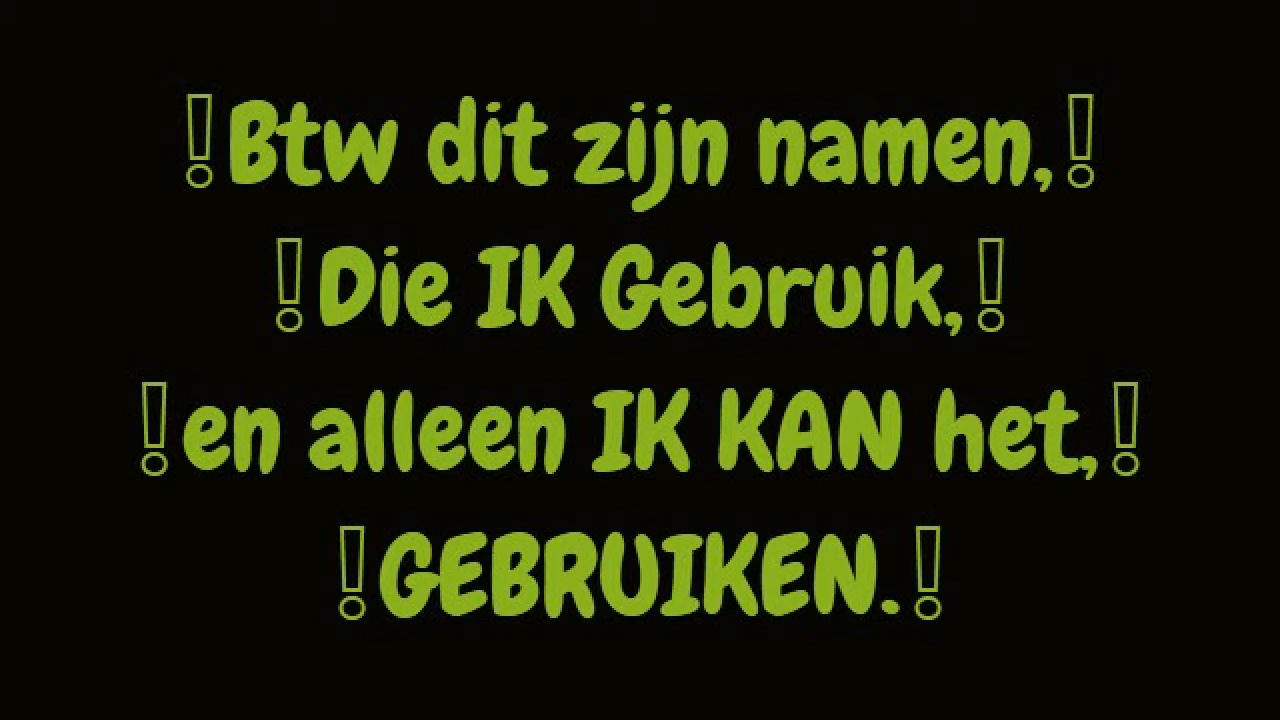 ❕Btw dit zijn namen,❕
❕Die IK Gebruik,❕
❕en alleen IK KAN het,❕
❕GEBRUIKEN.❕